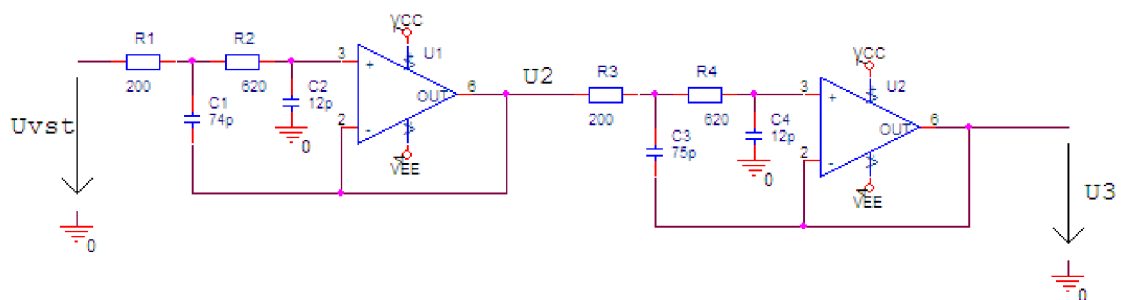 R1
R2
VCC
U1
3
+
200
620
C1
74p
C2
12p
OUT
6
2
-
0
VEE
Uvst
0
U2
R3
R4
VCC
U2
3
+
200
620
C3
75p
C4
12p
OUT
6
2
-
0
VEE
U3
0